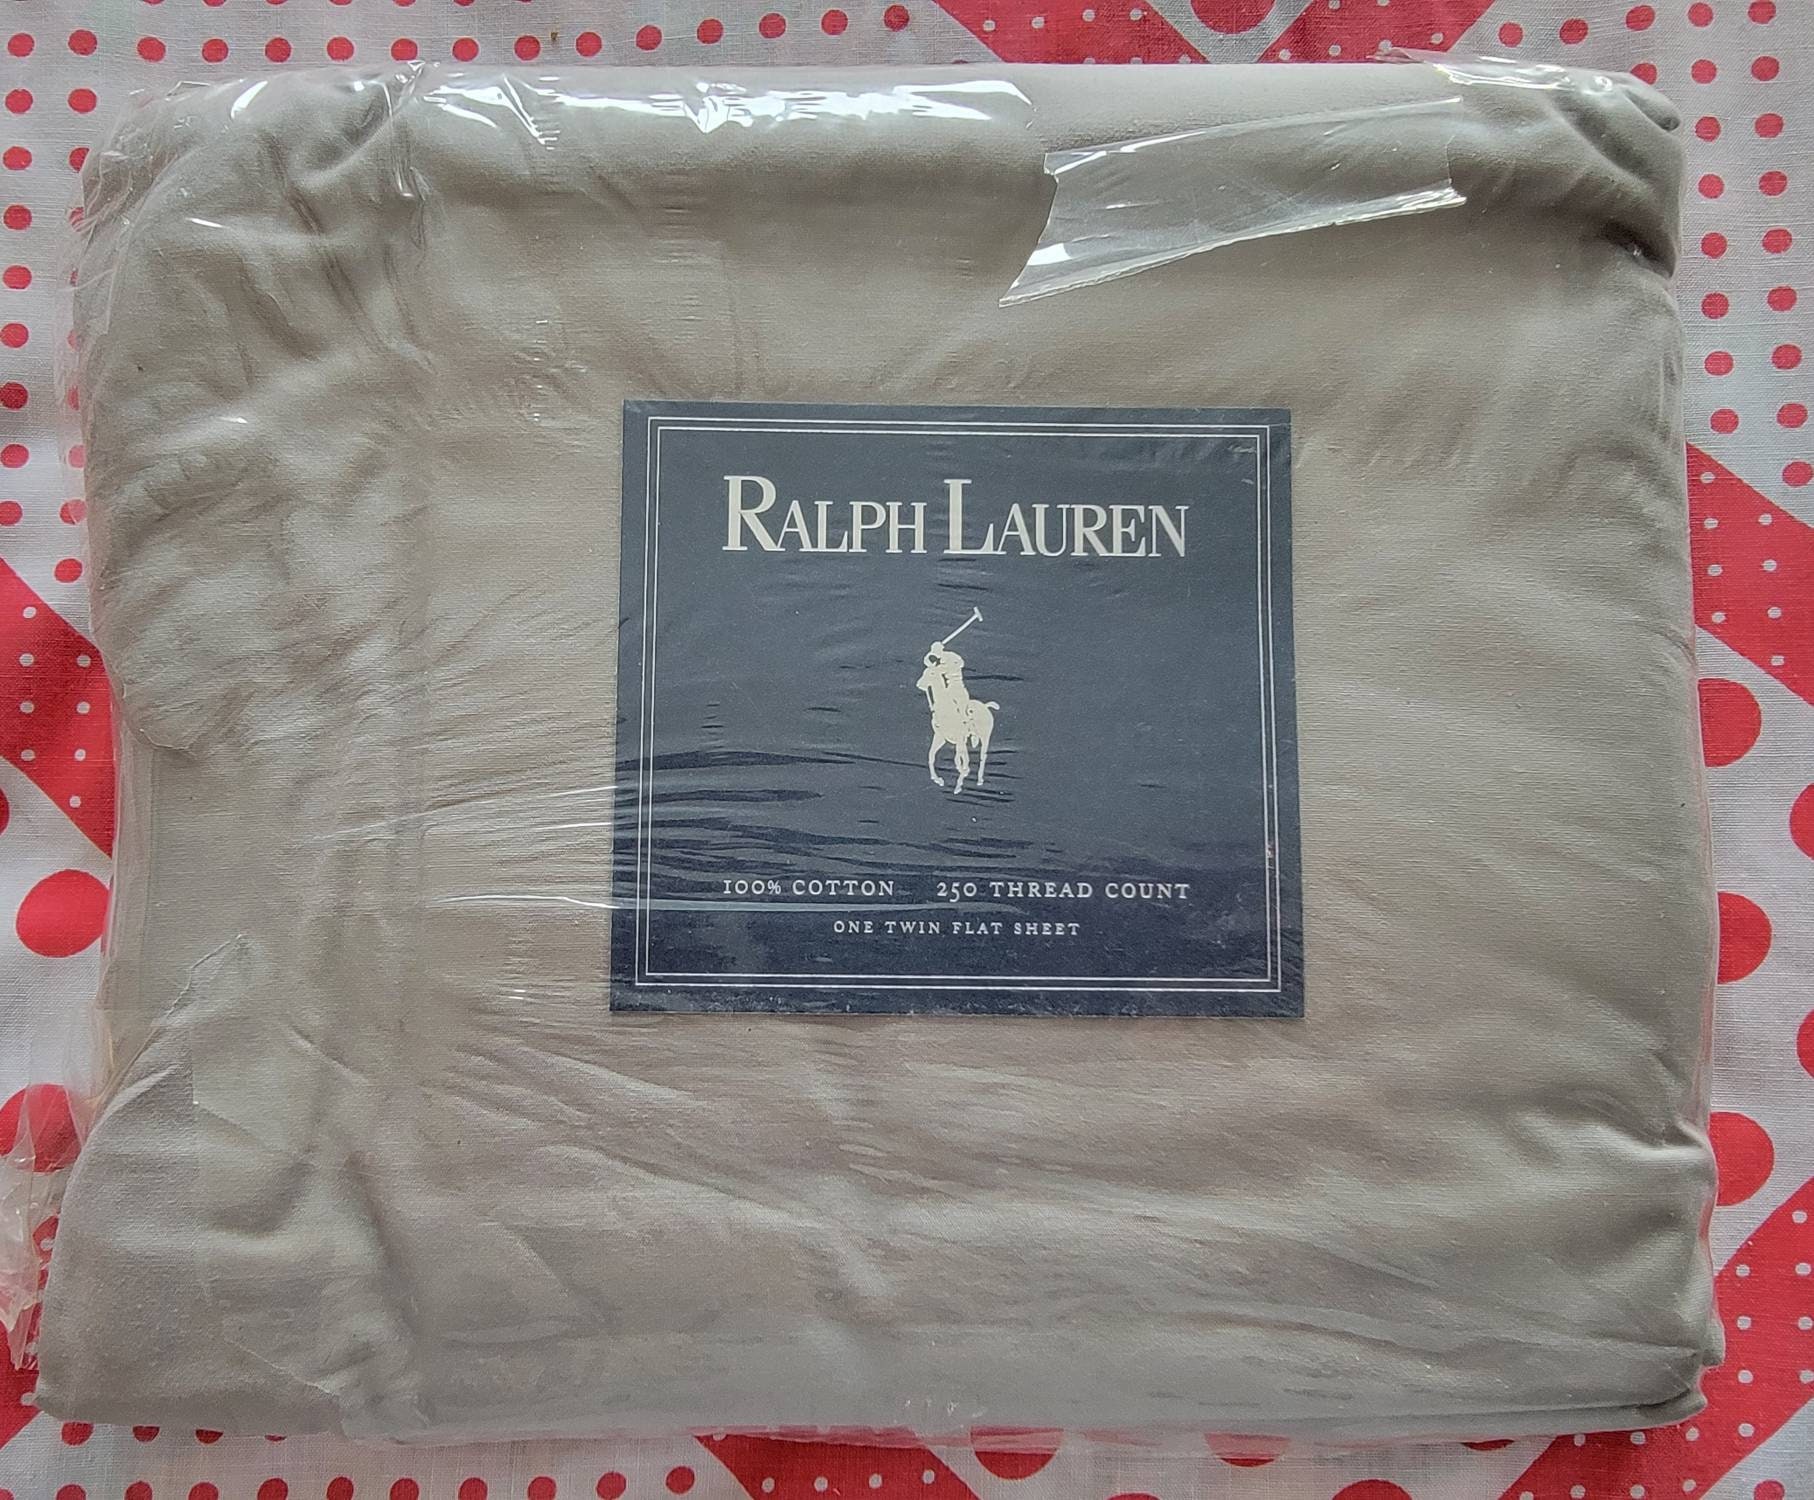 RALPH LAUREN
100% COTTON 250 THREAD COUNT
ONE TWIN FLAT SHEET